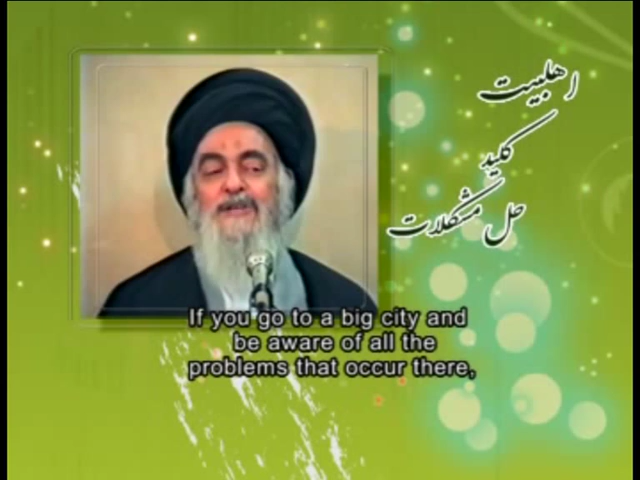 اهلبیت
کلید
حل مشکلات
If you go to a big city and
be aware of all the
problems that occur there,